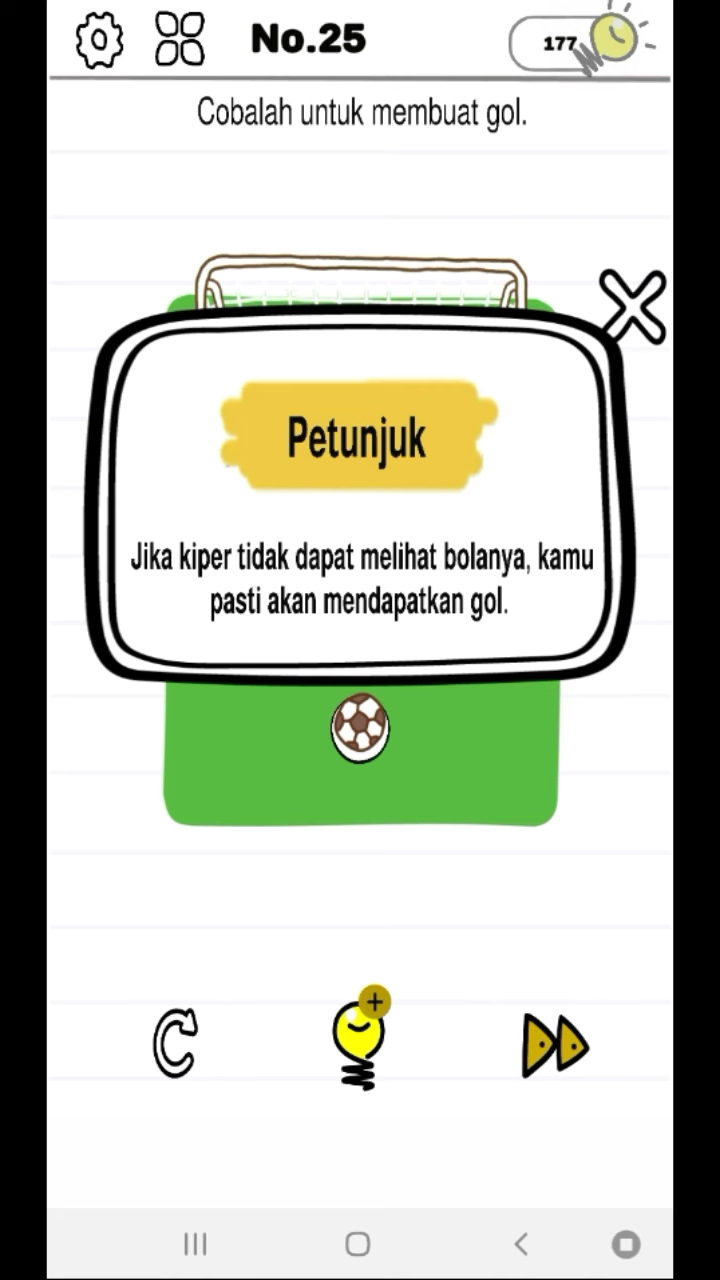 No.25
177
Cobalah untuk membuat gol.
Petunjuk
Jika kiper tidak dapat melihat bolanya, kamu
pasti akan mendapatkan gol.